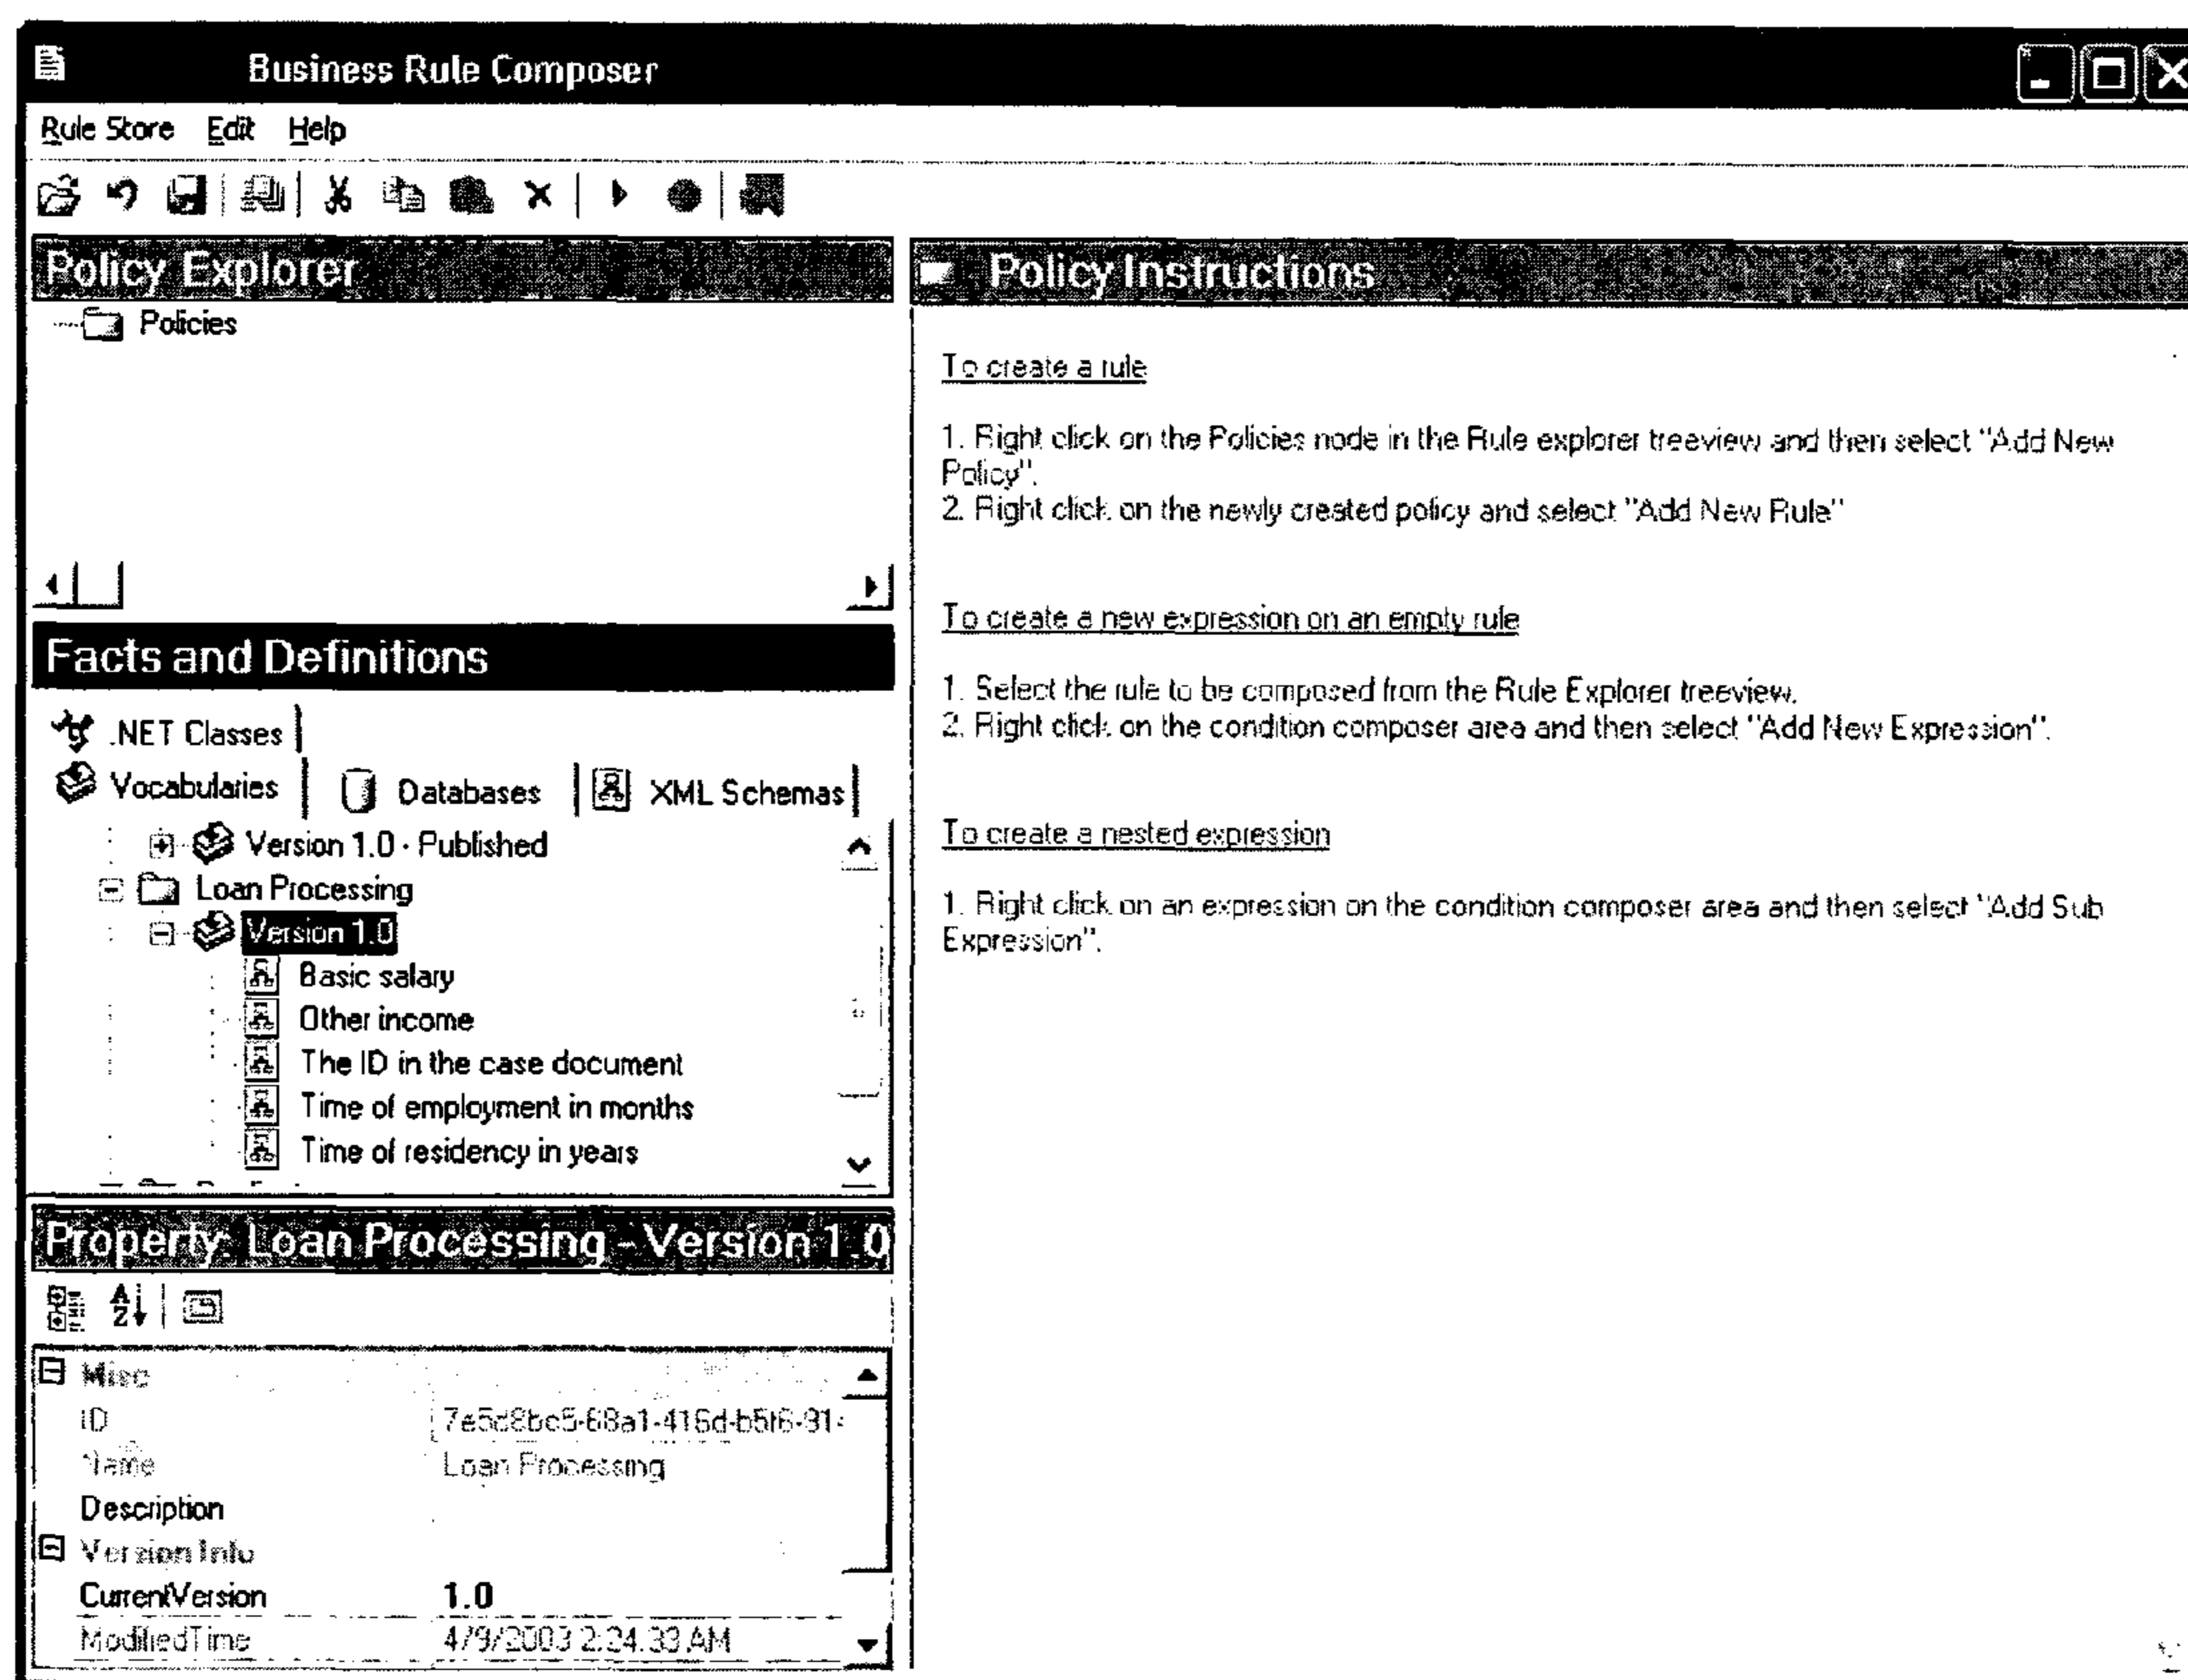 Business Rule Composer
Rule Store Edit Help
Policy Explorer
Policies
Facts and Definitions
.NET Classes
Vocabularies Databases XML Schemas
Version 1.0 - Published
Loan Processing
Version 1.0
Basic salary
Other income
The ID in the case document
Time of employment in months
Time of residency in years
Property: Loan Processing - Version 1.0
Misc
ID 7e5d8bc5-68a1-416d-b5f6-91
Name Loan Processing
Description
Version Info
CurrentVersion 1.0
ModifiedTime 4/9/2003 2:24:33 AM
Policy Instructions
To create a rule
1. Right click on the Policies node in the Rule explorer treeview and then select "Add New
Policy".
2. Right click on the newly created policy and select "Add New Rule"
To create a new expression on an empty rule
1. Select the rule to be composed from the Rule Explorer treeview.
2. Right click on the condition composer area and then select "Add New Expression".
To create a nested expression
1. Right click on an expression on the condition composer area and then select "Add Sub
Expression".